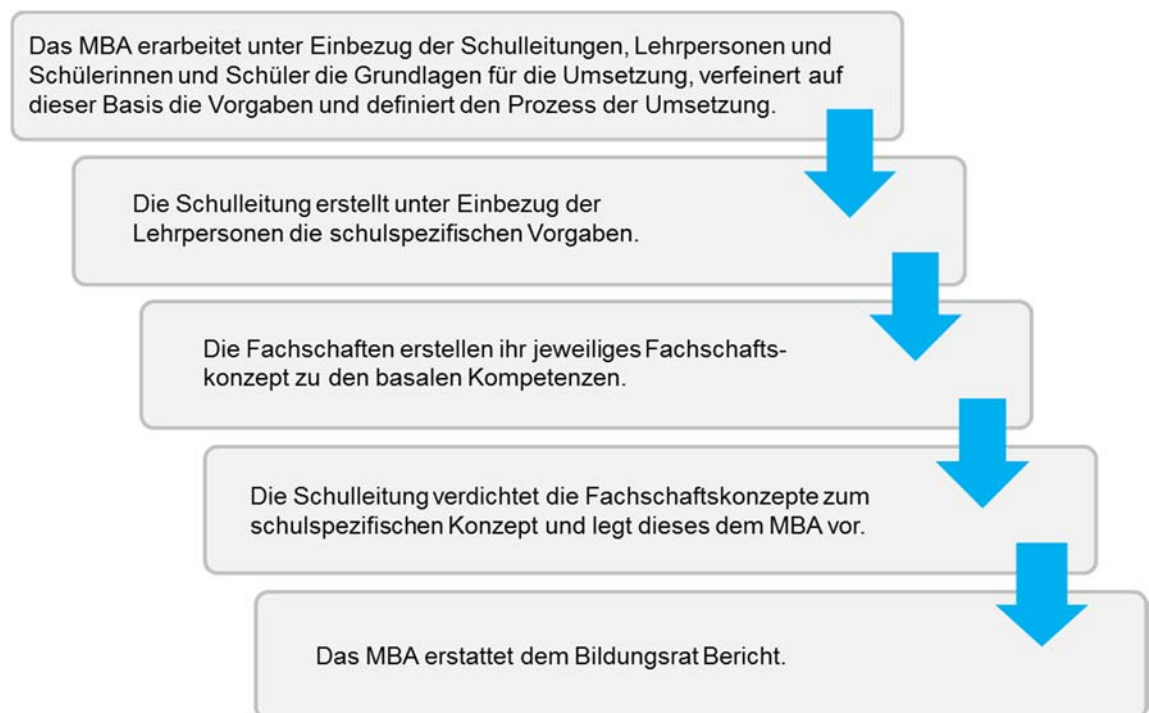 Das MBA erarbeitet unter Einbezug der Schulleitungen, Lehrpersonen und
Schülerinnen und Schüler die Grundlagen für die Umsetzung, verfeinert auf
dieser Basis die Vorgaben und definiert den Prozess der Umsetzung.
Die Schulleitung erstellt unter Einbezug der
Lehrpersonen die schulspezifischen Vorgaben.
Die Fachschaften erstellen ihr jeweiliges Fachschafts-
konzept zu den basalen Kompetenzen.
Die Schulleitung verdichtet die Fachschaftskonzepte zum
schulspezifischen Konzept und legt dieses dem MBA vor.
Das MBA erstattet dem Bildungsrat Bericht.